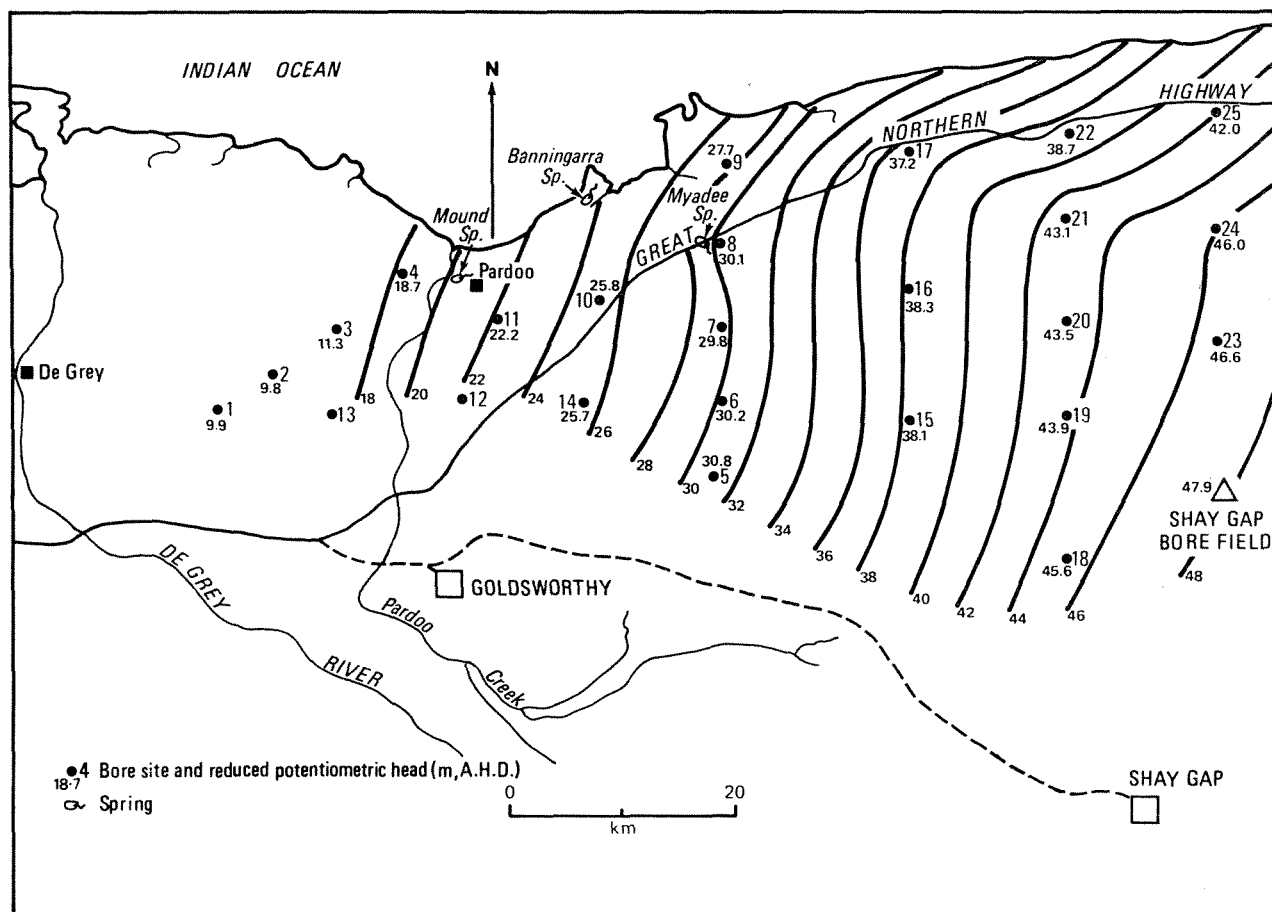 INDIAN OCEAN
N
HIGHWAY
NORTHERN
25
42.0
22
38.7
17
37.2
Banningarra
Sp.
27.7
9
Myadee
Sp.
GREAT
8
30.1
Mound
Sp.
Pardoo
4
18.7
21
43.1
24
46.0
16
38.3
25.8
10
11
22.2
7
29.8
20
43.5
23
46.6
3
11.3
De Grey
2
9.8
1
9.9
13
12
14
25.7
6
30.2
15
38.1
19
43.9
18
20
22
24
26
28
30
32
34
36
38
40
42
44
46
48
30.8
5
47.9
SHAY GAP
BORE FIELD
18
45.6
GOLDSWORTHY
DE GREY
RIVER
Pardoo
Creek
SHAY GAP
4 Bore site and reduced potentiometric head (m, A.H.D.)
18·7
Spring
0 20
km